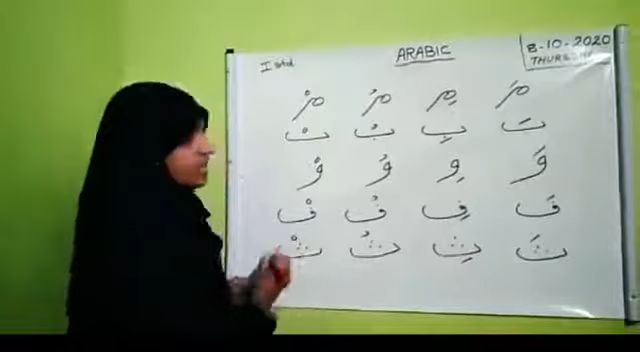 I std
ARABIC
8-10-2020
THURSDAY
مَ مِ مُ مْ
بَ بِ بُ بْ
وَ وِ وُ وْ
فَ فِ فُ فْ
ثَ ثِ ثُ ثْ